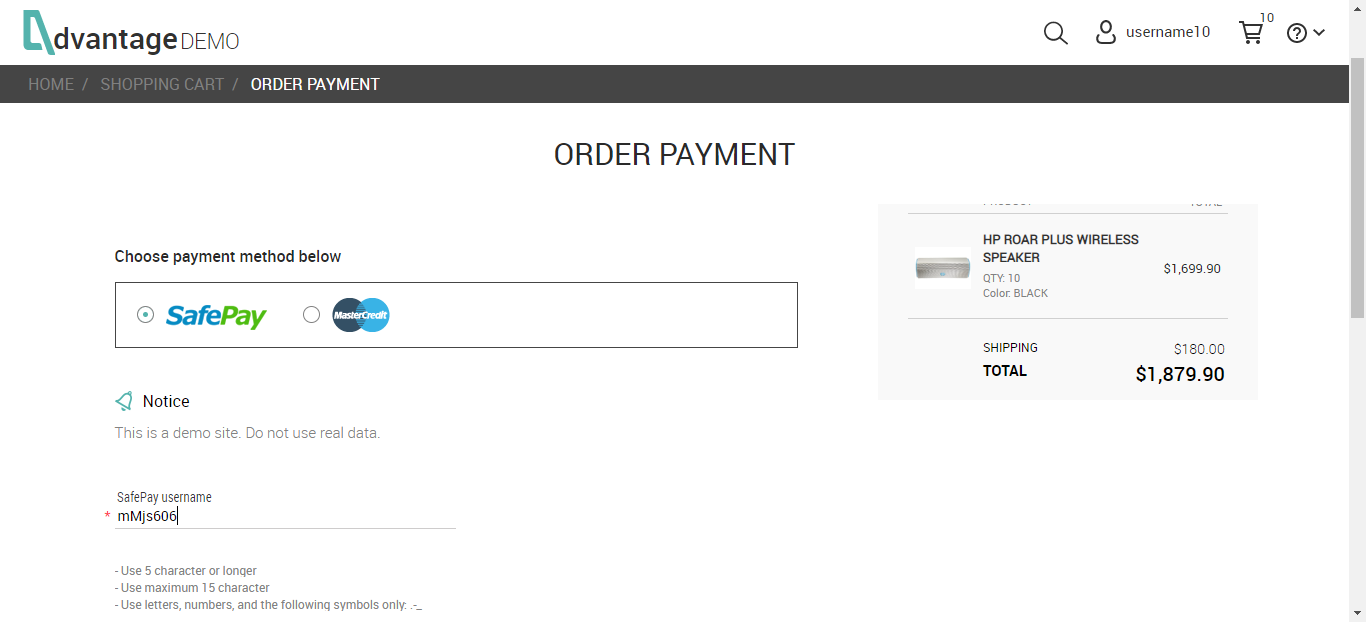 dvantage DEMO
username10
10
HOME / SHOPPING CART / ORDER PAYMENT
ORDER PAYMENT
Choose payment method below
SafePay
MasterCredit
Notice
This is a demo site. Do not use real data.
SafePay username
* mMjs606
- Use 5 character or longer
- Use maximum 15 character
- Use letters, numbers, and the following symbols only: .-_
PRODUCT TOTAL
HP ROAR PLUS WIRELESS
SPEAKER
$1,699.90
QTY: 10
Color: BLACK
SHIPPING $180.00
TOTAL $1,879.90